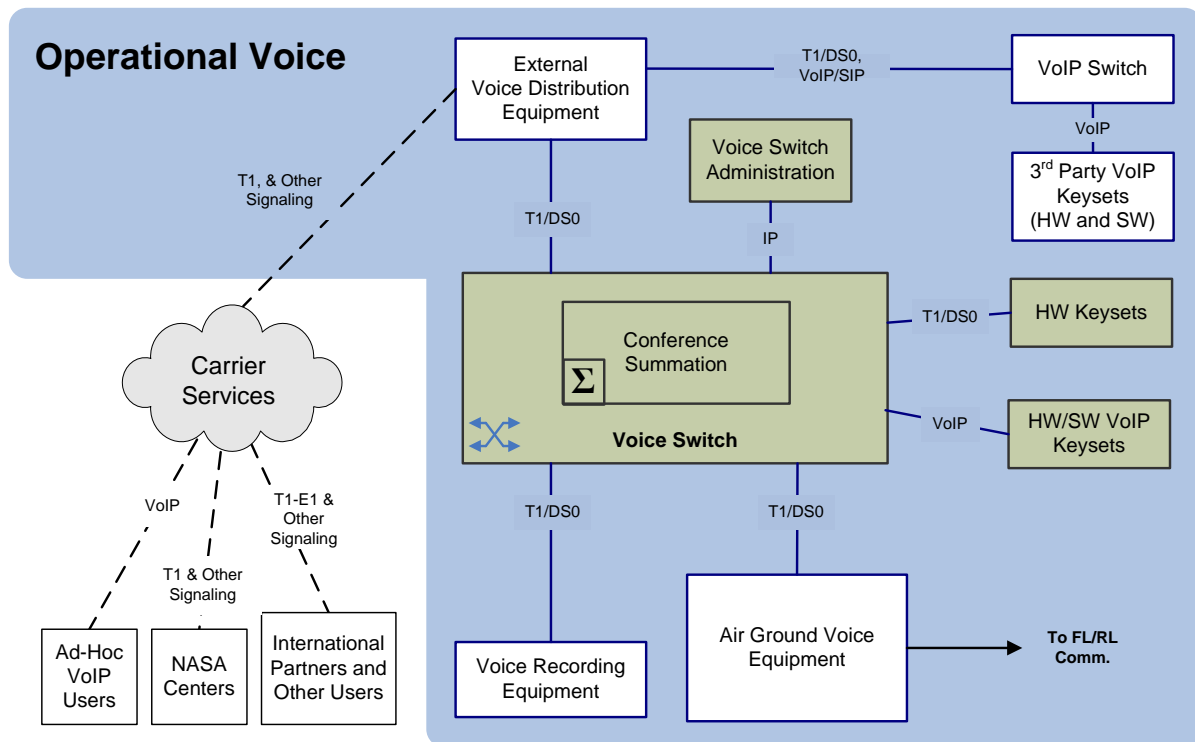 Operational Voice
External
Voice Distribution
Equipment
T1/DS0,
VoIP/SIP
VoIP Switch
VoIP
3rd Party VoIP
Keysets
(HW and SW)
Voice Switch
Administration
T1, & Other
Signaling
T1/DS0
IP
Conference
Summation
Σ
Voice Switch
T1/DS0
HW Keysets
VoIP
HW/SW VoIP
Keysets
Carrier
Services
VoIP
T1 & Other
Signaling
T1-E1 &
Other
Signaling
T1/DS0
T1/DS0
Ad-Hoc
VoIP
Users
NASA
Centers
International
Partners and
Other Users
Voice Recording
Equipment
Air Ground Voice
Equipment
To FL/RL
Comm.